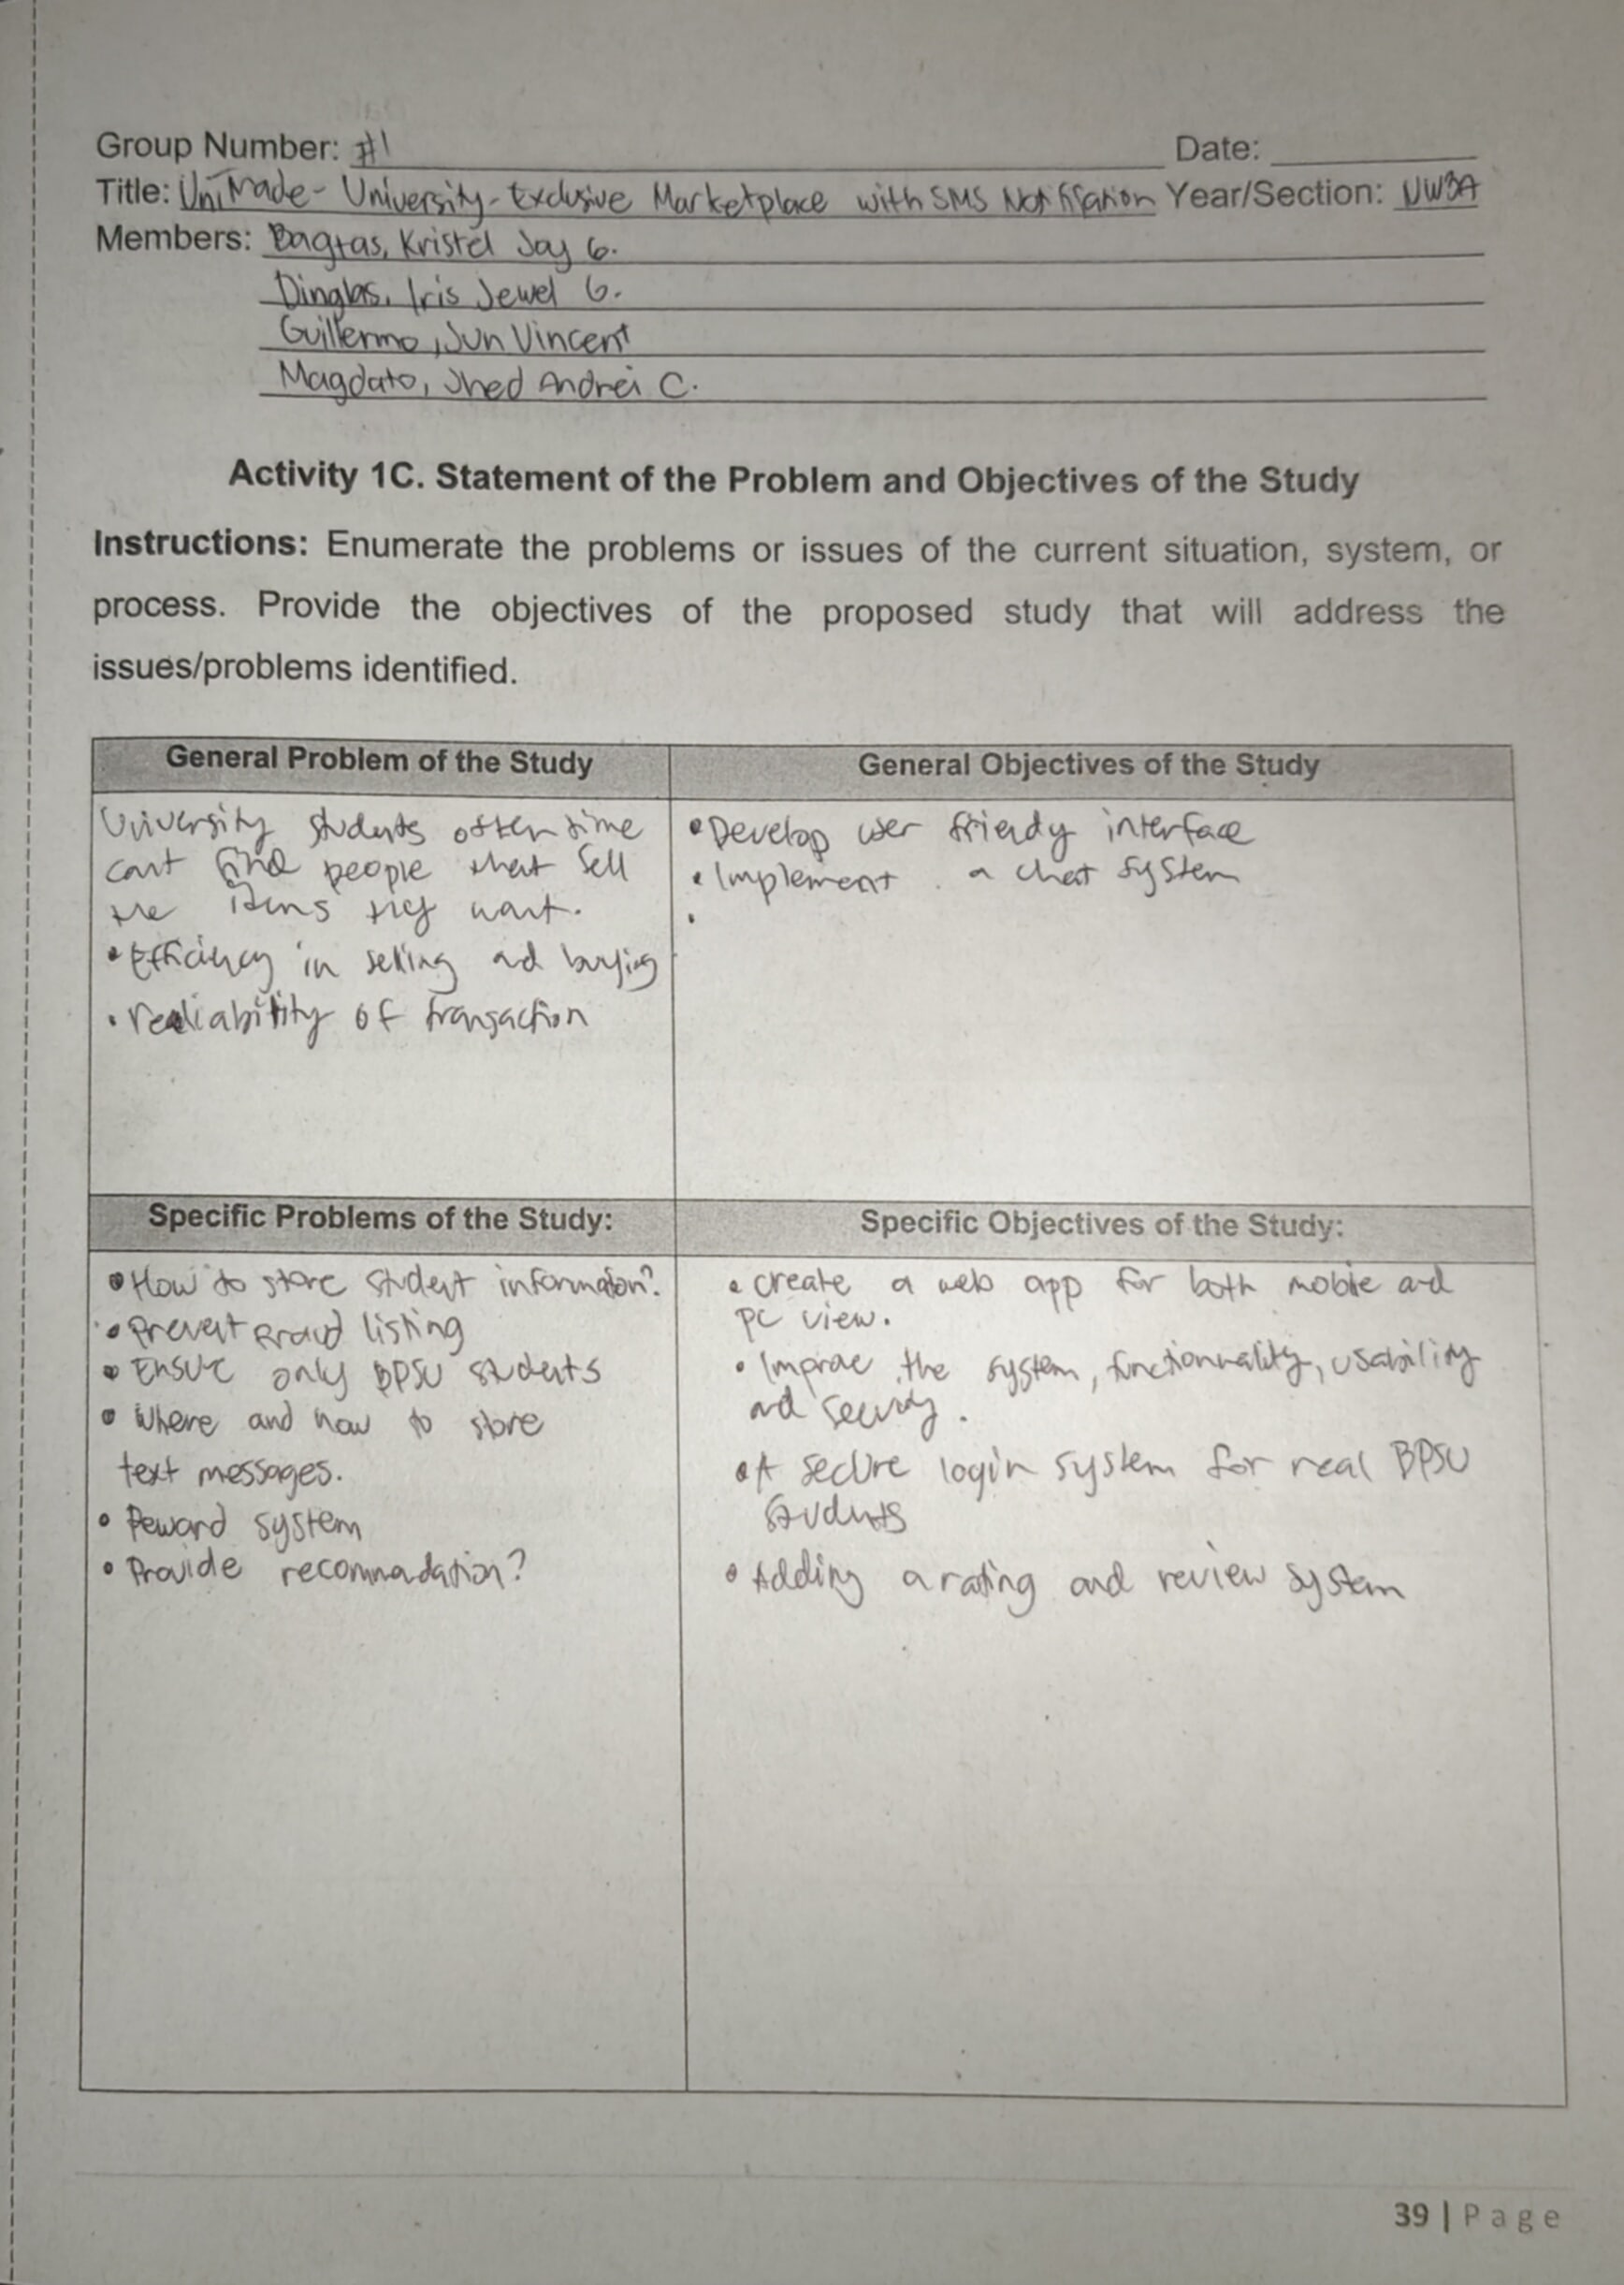 Group Number: #1 Date:
Title: UniTrade - University-Exclusive Marketplace with SMS Notification Year/Section: NW3A
Members: Bagtas, Kristel Joy G.
Dinglas, Iris Jewel G.
Guillermo, Jun Vincent
Magdato, Jhed Andrei C.
Activity 1C. Statement of the Problem and Objectives of the Study
Instructions: Enumerate the problems or issues of the current situation, system, or
process. Provide the objectives of the proposed study that will address the
issues/problems identified.
General Problem of the Study
University students often time
cant find people that sell
the items they want.
• Efficiency in selling and buying
• realiability of transaction
General Objectives of the Study
• Develop user friendy interface
• Implement a chat system
•
Specific Problems of the Study:
• How to store student information?
• Prevent Fraud listing
• Ensure only BPSU students
• Where and how to store
text messages.
• Reward system
• Provide recommadation?
Specific Objectives of the Study:
• create a web app for both mobile and
PC view.
• Improve the system, functionnality, usability
and security.
• A secure login system for real BPSU
students
• Adding a rating and review system
39 | Page